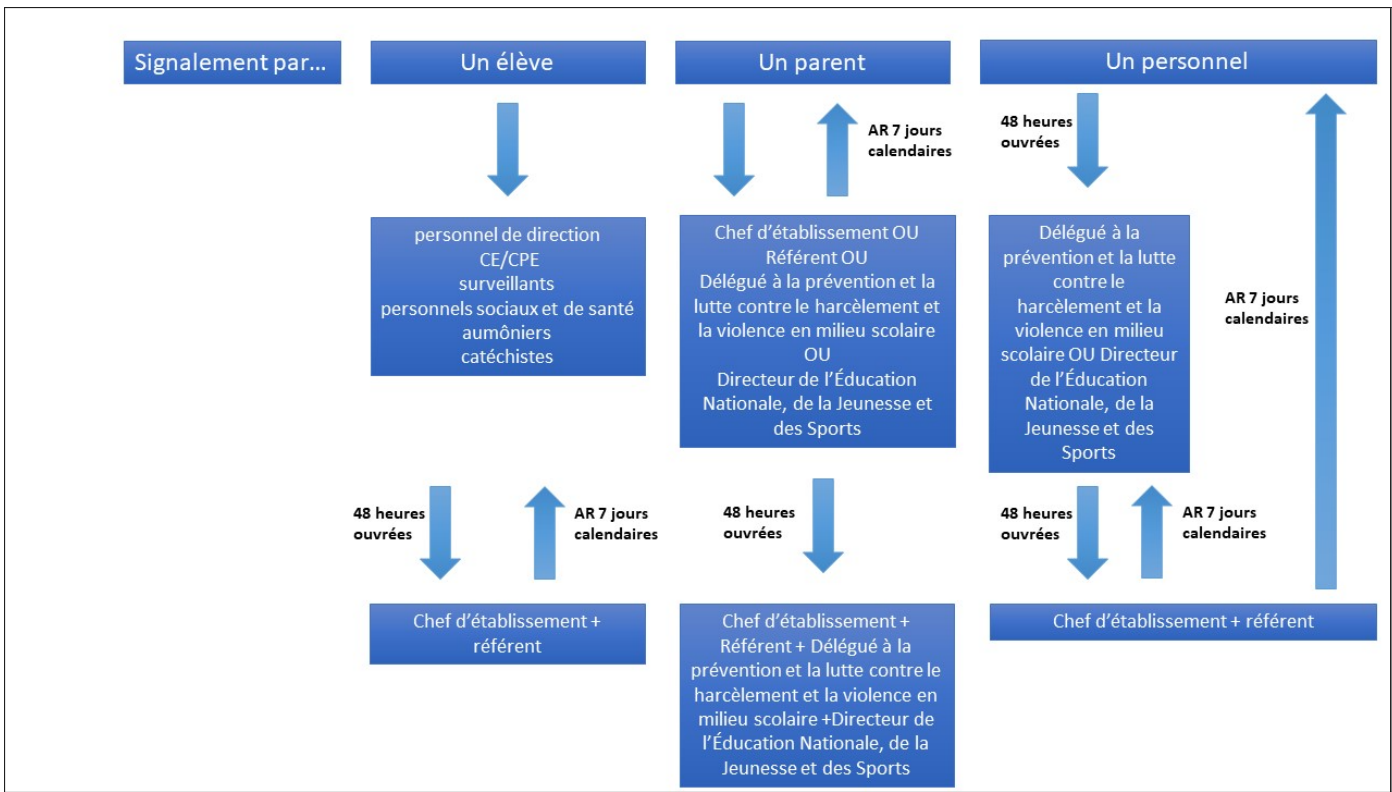 Signalement par...
Un élève
Un parent
Un personnel
AR 7 jours
calendaires
48 heures
ouvrées
personnel de direction
CE/CPE
surveillants
personnels sociaux et de santé
aumôniers
catéchistes
Chef d'établissement OU
Référent OU
Délégué à la prévention et la
lutte contre le harcèlement et
la violence en milieu scolaire
OU
Directeur de l'Éducation
Nationale, de la Jeunesse et
des Sports
Délégué à la
prévention et la lutte
contre le
harcèlement et la
violence en milieu
scolaire OU Directeur
de l'Éducation
Nationale, de la
Jeunesse et des
Sports
AR 7 jours
calendaires
48 heures
ouvrées
AR 7 jours
calendaires
48 heures
ouvrées
48 heures
ouvrées
AR 7 jours
calendaires
Chef d'établissement +
référent
Chef d'établissement +
Référent + Délégué à la
prévention et la lutte contre le
harcèlement et la violence en
milieu scolaire +Directeur de
l'Éducation Nationale, de la
Jeunesse et des Sports
Chef d'établissement + référent